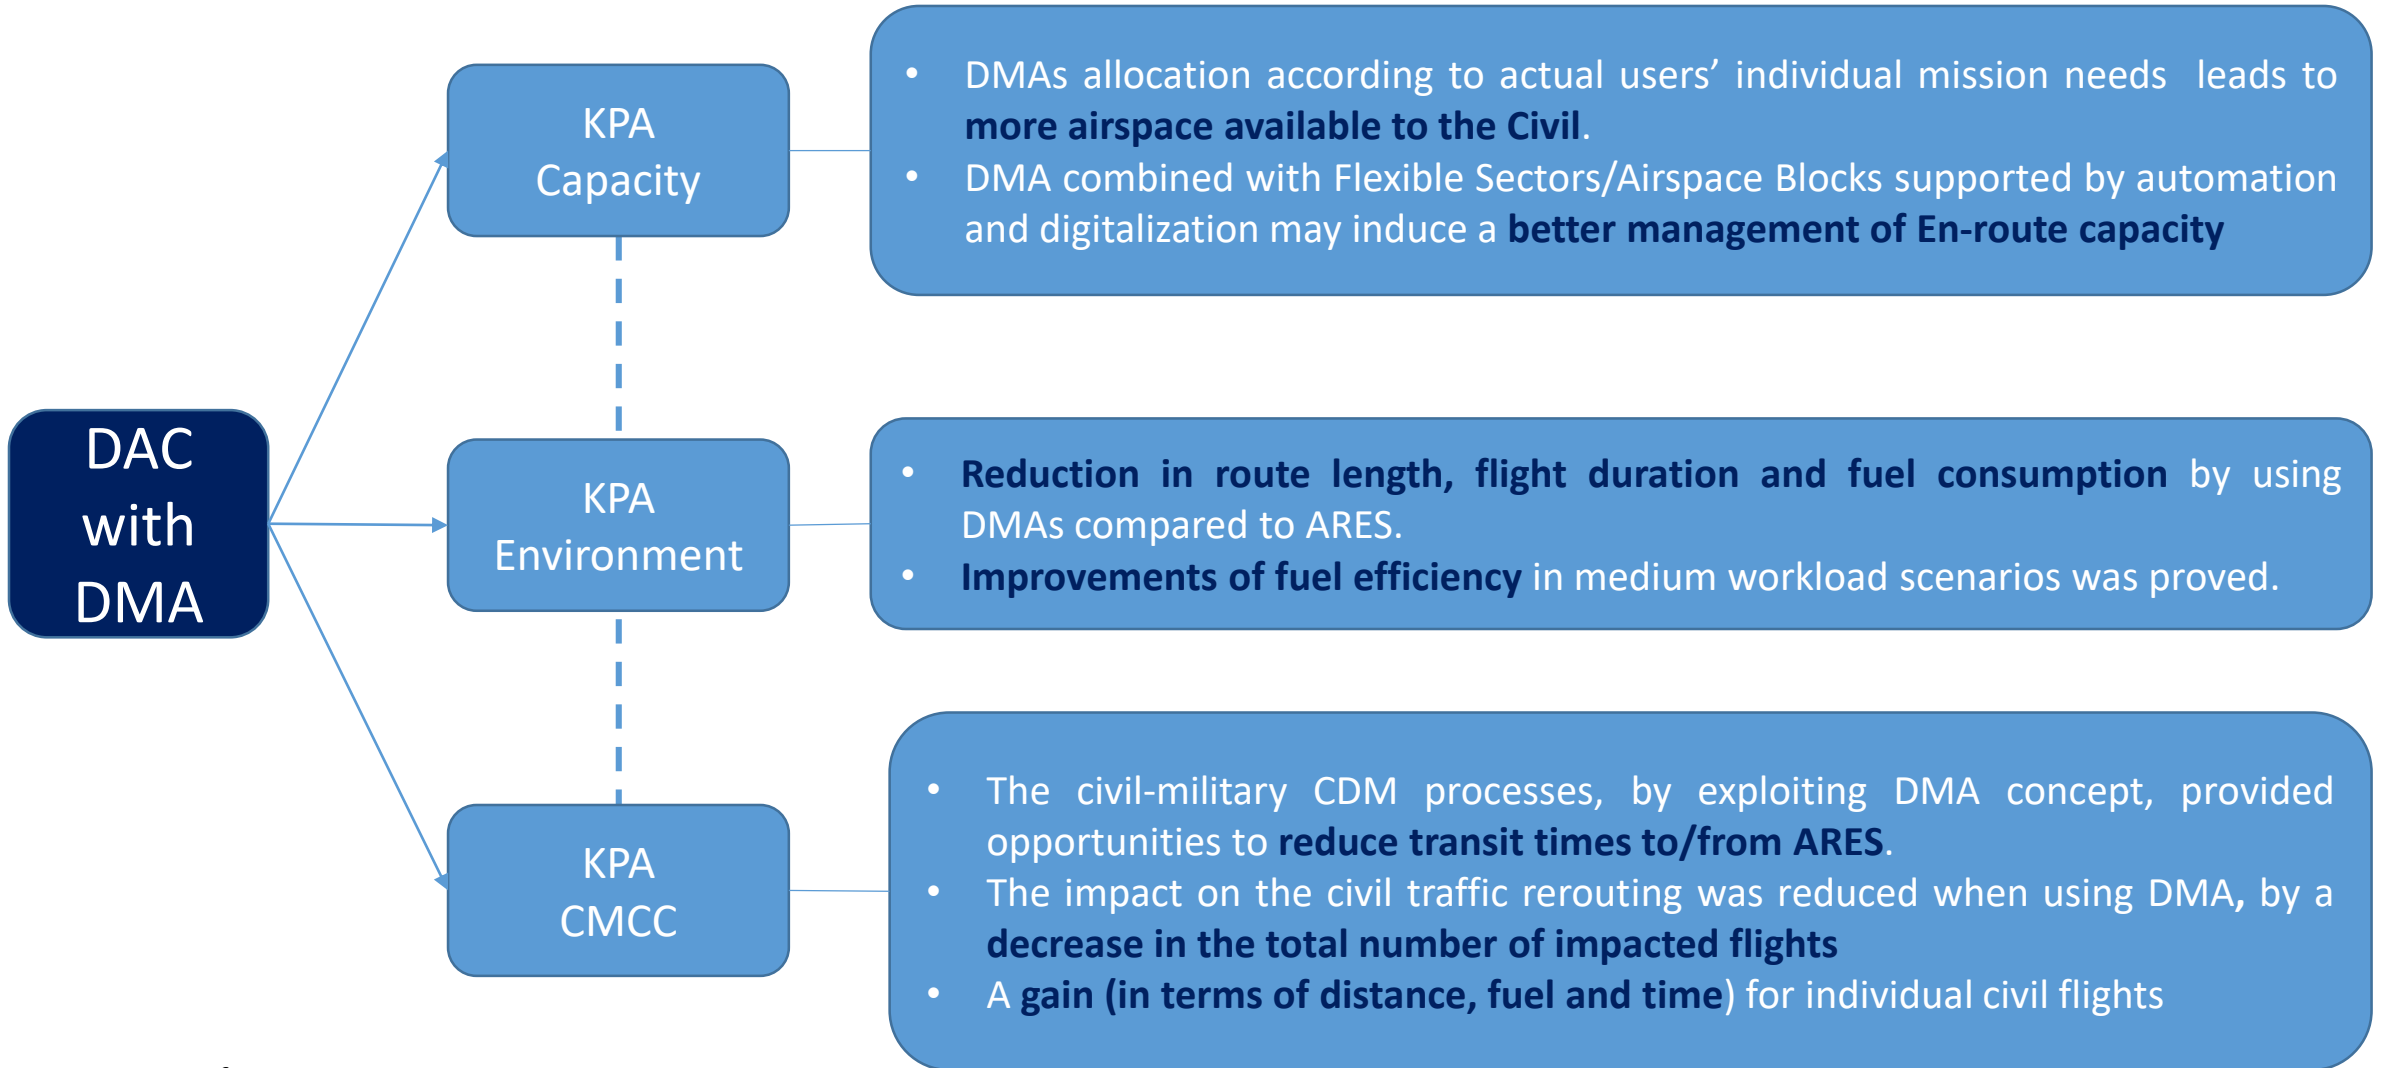 DAC
with
DMA
KPA
Capacity
• DMAs allocation according to actual users’ individual mission needs leads to
more airspace available to the Civil.
• DMA combined with Flexible Sectors/Airspace Blocks supported by automation
and digitalization may induce a better management of En-route capacity
KPA
Environment
• Reduction in route length, flight duration and fuel consumption by using
DMAs compared to ARES.
• Improvements of fuel efficiency in medium workload scenarios was proved.
KPA
CMCC
• The civil-military CDM processes, by exploiting DMA concept, provided
opportunities to reduce transit times to/from ARES.
• The impact on the civil traffic rerouting was reduced when using DMA, by a
decrease in the total number of impacted flights
• A gain (in terms of distance, fuel and time) for individual civil flights